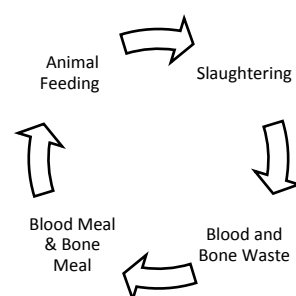 Animal
Feeding
Slaughtering
Blood and
Bone Waste
Blood Meal
& Bone
Meal